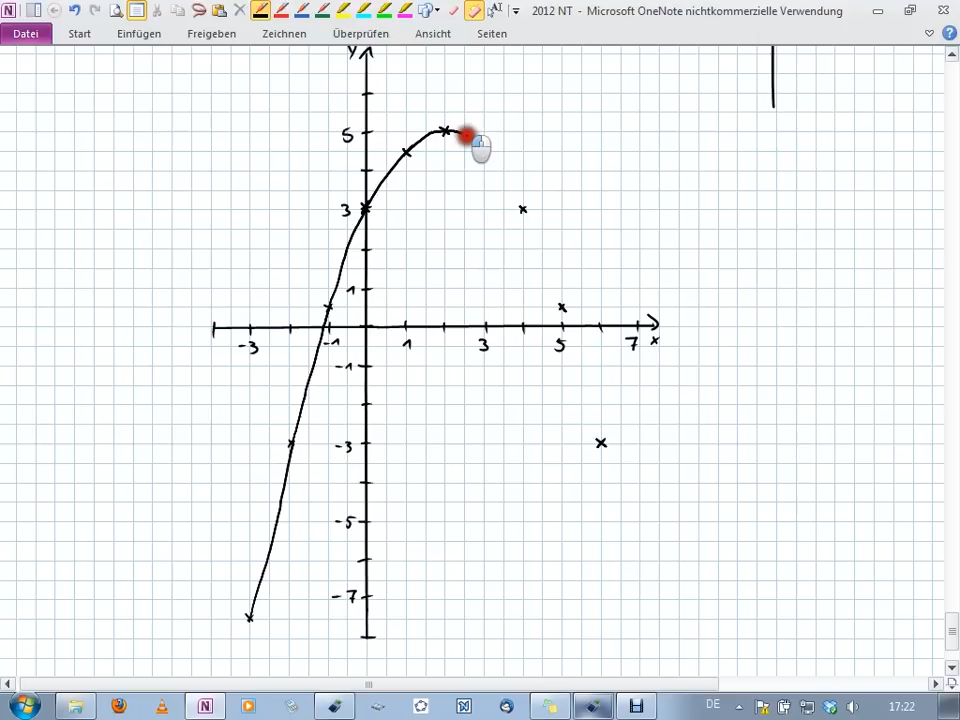 2012 NT - Microsoft OneNote nichtkommerzielle Verwendung
Datei Start Einfügen Freigeben Zeichnen Überprüfen Ansicht Seiten
y
5
3
1
-3 -1 1 3 5 7 x
-1
-3
-5
-7
DE 17:22